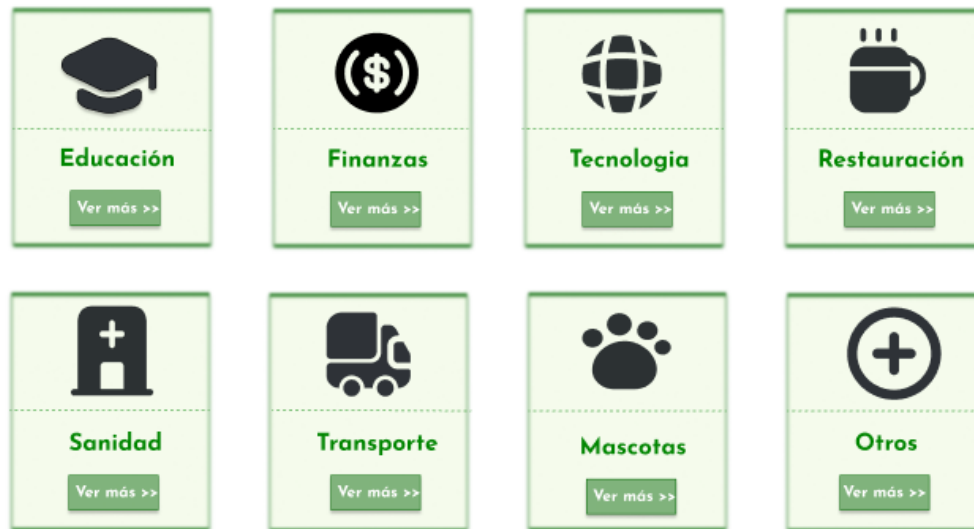 Educación
Finanzas
Tecnologia
Restauración
Ver más >>
Ver más >>
Ver más >>
Ver más >>
Sanidad
Transporte
Mascotas
Otros
Ver más >>
Ver más >>
Ver más >>
Ver más >>